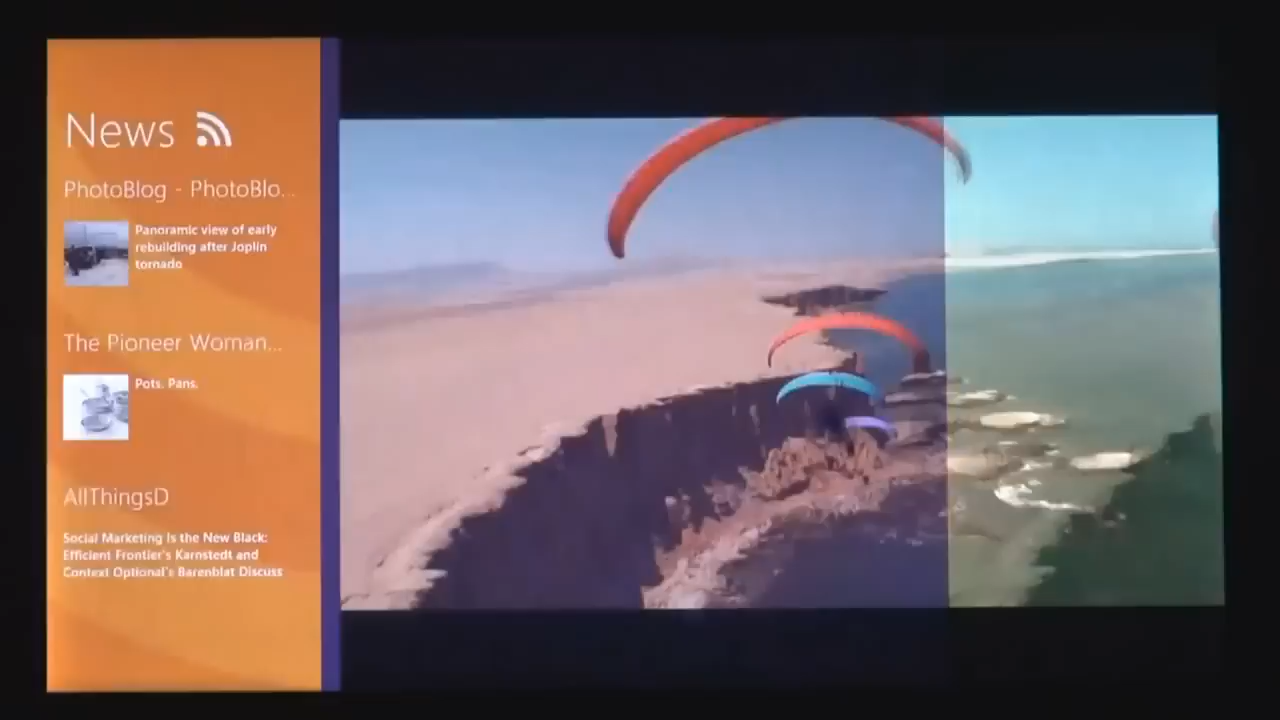 News
PhotoBlog - PhotoBlo...
Panoramic view of early
rebuilding after Joplin
tornado
The Pioneer Woman...
Pots. Pans.
AllThingsD
Social Marketing Is the New Black:
Efficient Frontier's Karnstedt and
Context Optional's Barenblat Discuss